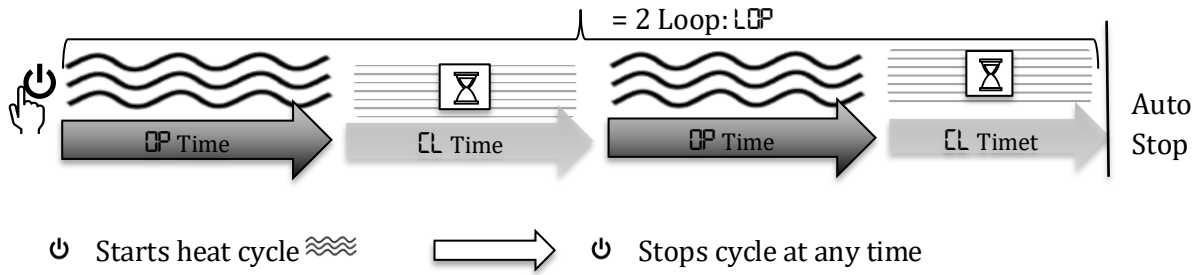 = 2 Loop: LOP
OP Time
CL Time
OP Time
CL Timet
Auto
Stop
Starts heat cycle
Stops cycle at any time